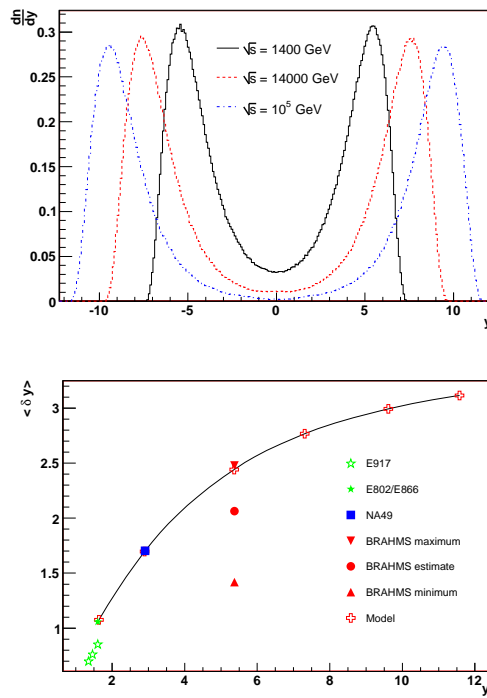 dn
dy
0.3
0.25
0.2
0.15
0.1
0.05
0
√s = 1400 GeV
√s = 14000 GeV
√s = 10⁵ GeV
-10 -5 0 5 10 y
< δ y>
3
2.5
2
1.5
1
E917
E802/E866
NA49
BRAHMS maximum
BRAHMS estimate
BRAHMS minimum
Model
2 4 6 8 10 12 y